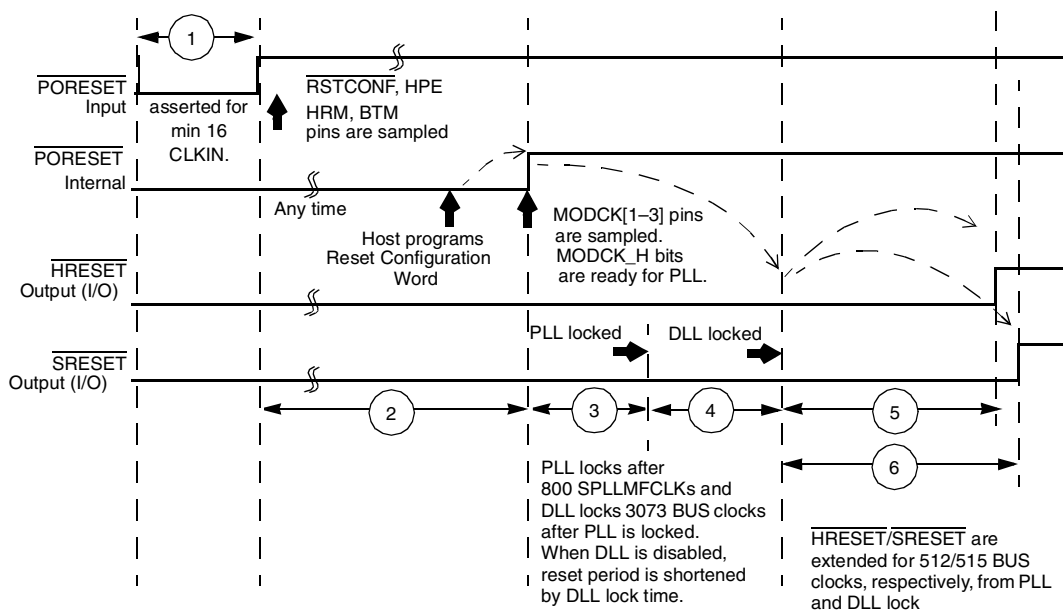 1
PORESET
Input
asserted for
min 16
CLKIN.
RSTCONF, HPE
HRM, BTM
pins are sampled
PORESET
Internal
Any time
Host programs
Reset Configuration
Word
MODCK[1–3] pins
are sampled.
MODCK_H bits
are ready for PLL.
HRESET
Output (I/O)
PLL locked
DLL locked
SRESET
Output (I/O)
2
3
4
5
6
PLL locks after
800 SPLLMFCLKs and
DLL locks 3073 BUS clocks
after PLL is locked.
When DLL is disabled,
reset period is shortened
by DLL lock time.
HRESET/SRESET are
extended for 512/515 BUS
clocks, respectively, from PLL
and DLL lock